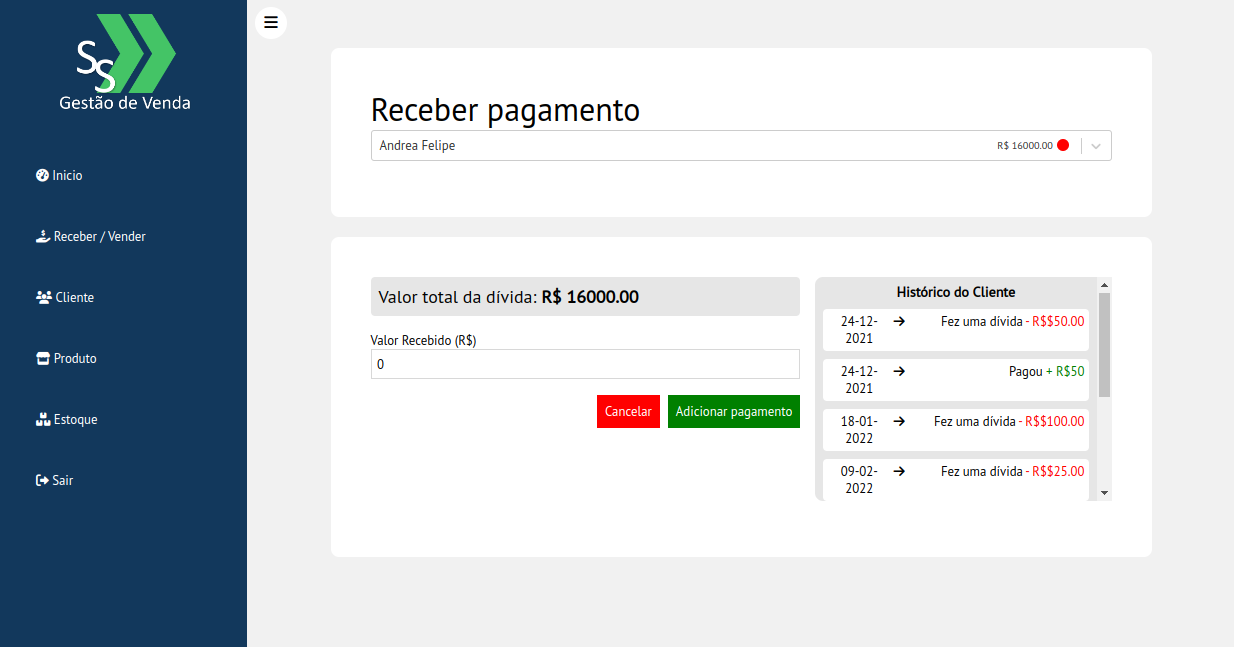 SS
Gestão de Venda
Inicio
Receber / Vender
Cliente
Produto
Estoque
Sair
Receber pagamento
Andrea Felipe R$ 16000.00
Valor total da dívida: R$ 16000.00
Valor Recebido (R$)
0
Cancelar Adicionar pagamento
Histórico do Cliente
24-12-2021 Fez uma dívida - R$$50.00
24-12-2021 Pagou + R$50
18-01-2022 Fez uma dívida - R$$100.00
09-02-2022 Fez uma dívida - R$$25.00